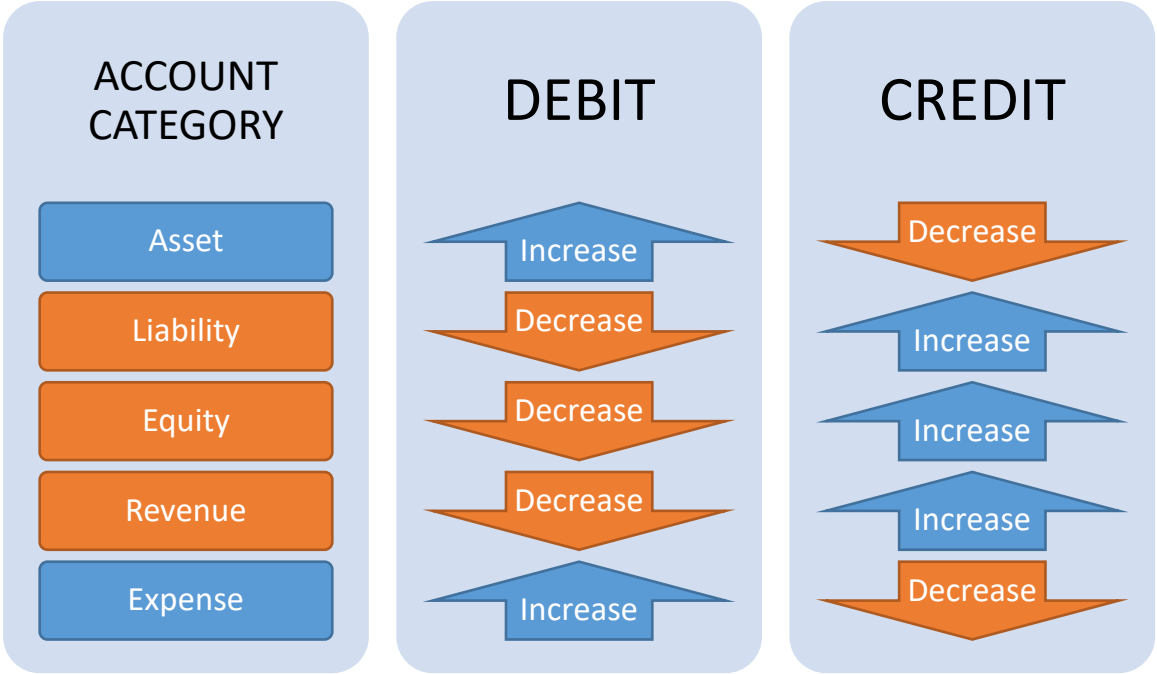 ACCOUNT
CATEGORY
DEBIT
CREDIT
Asset
Increase
Decrease
Liability
Decrease
Increase
Equity
Decrease
Increase
Revenue
Decrease
Increase
Expense
Increase
Decrease